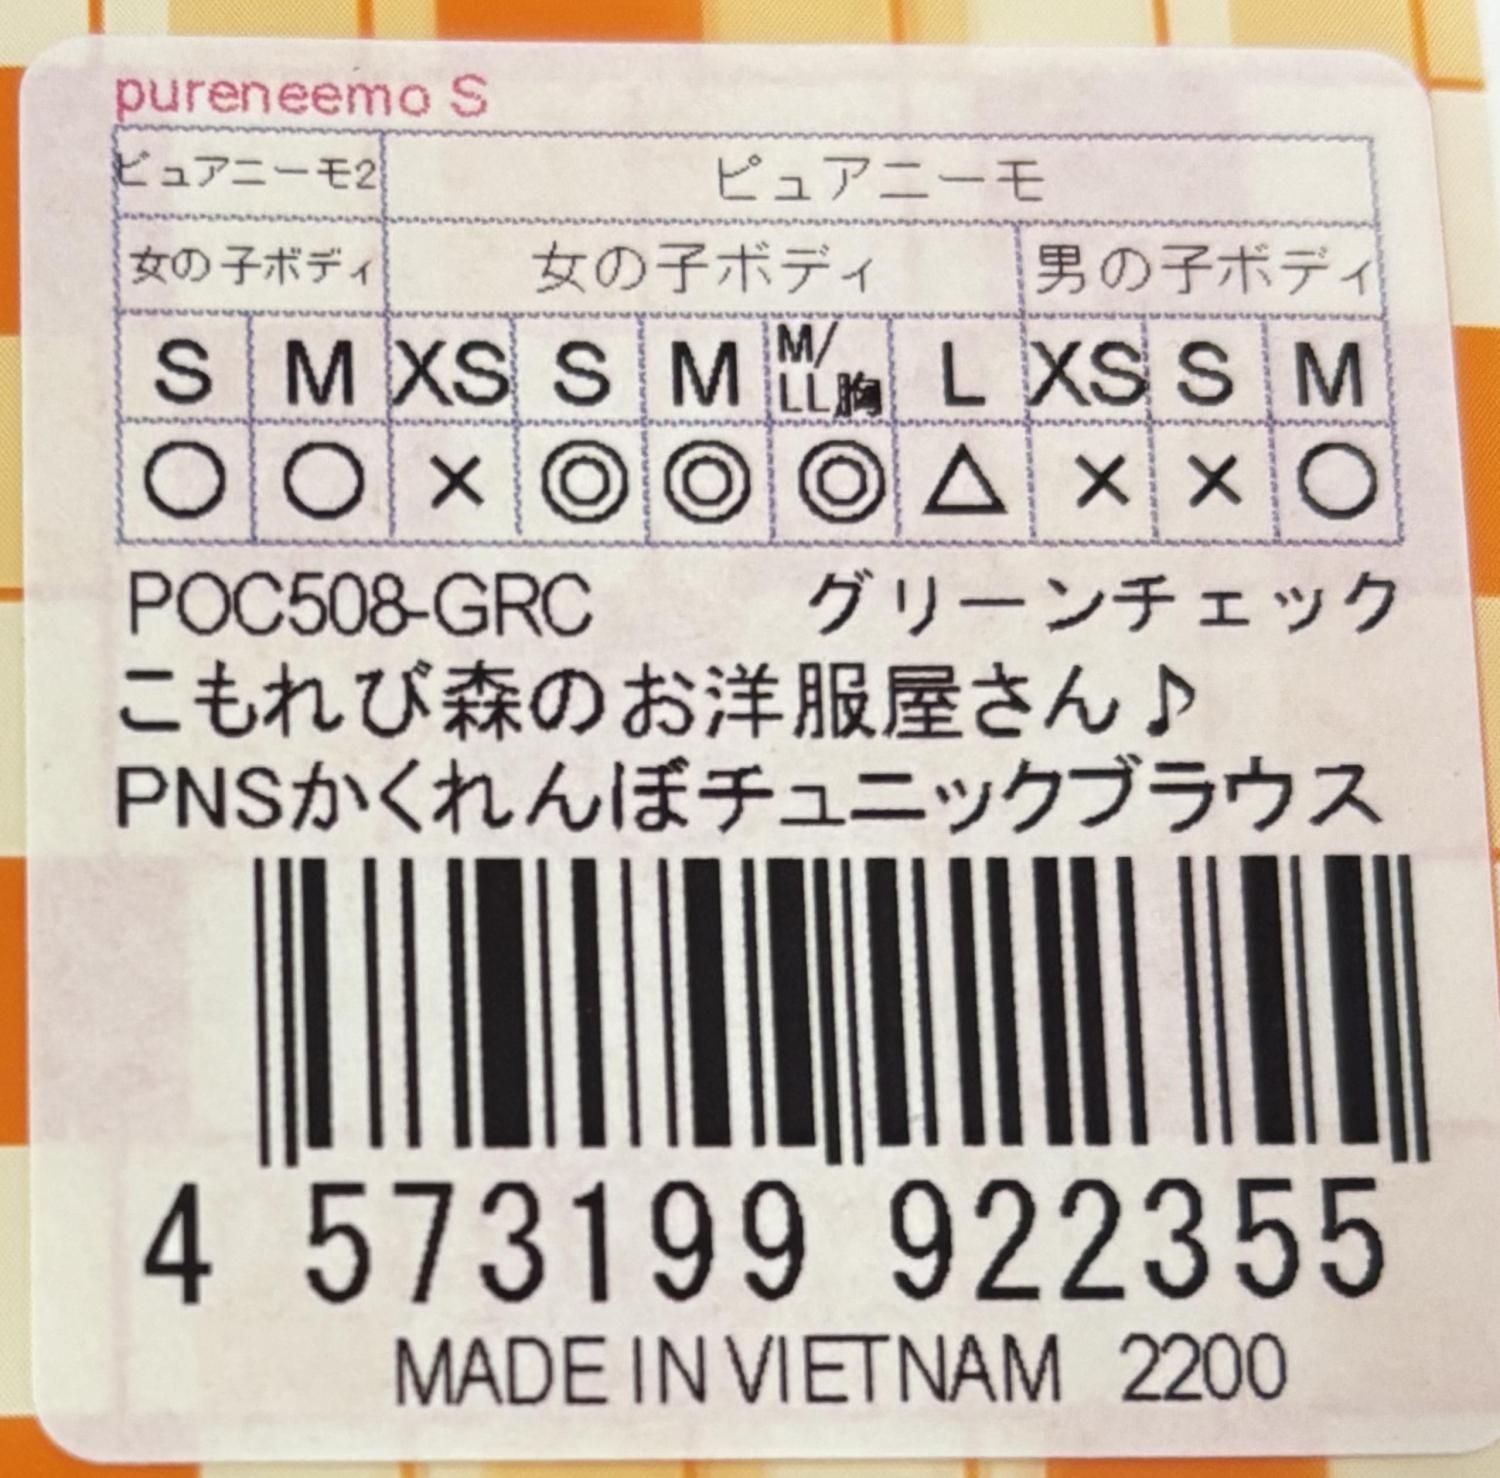 pureneemo S
ピュアニーモ2 ピュアニーモ
女の子ボディ 女の子ボディ 男の子ボディ
S M XS S M M/LL胸 L XS S M
○ ○ × ◎ ◎ ◎ △ × × ○
POC508-GRC グリーンチェック
こもれび森のお洋服屋さん♪
PNSかくれんぼチュニックブラウス
4 573199 922355
MADE IN VIETNAM 2200